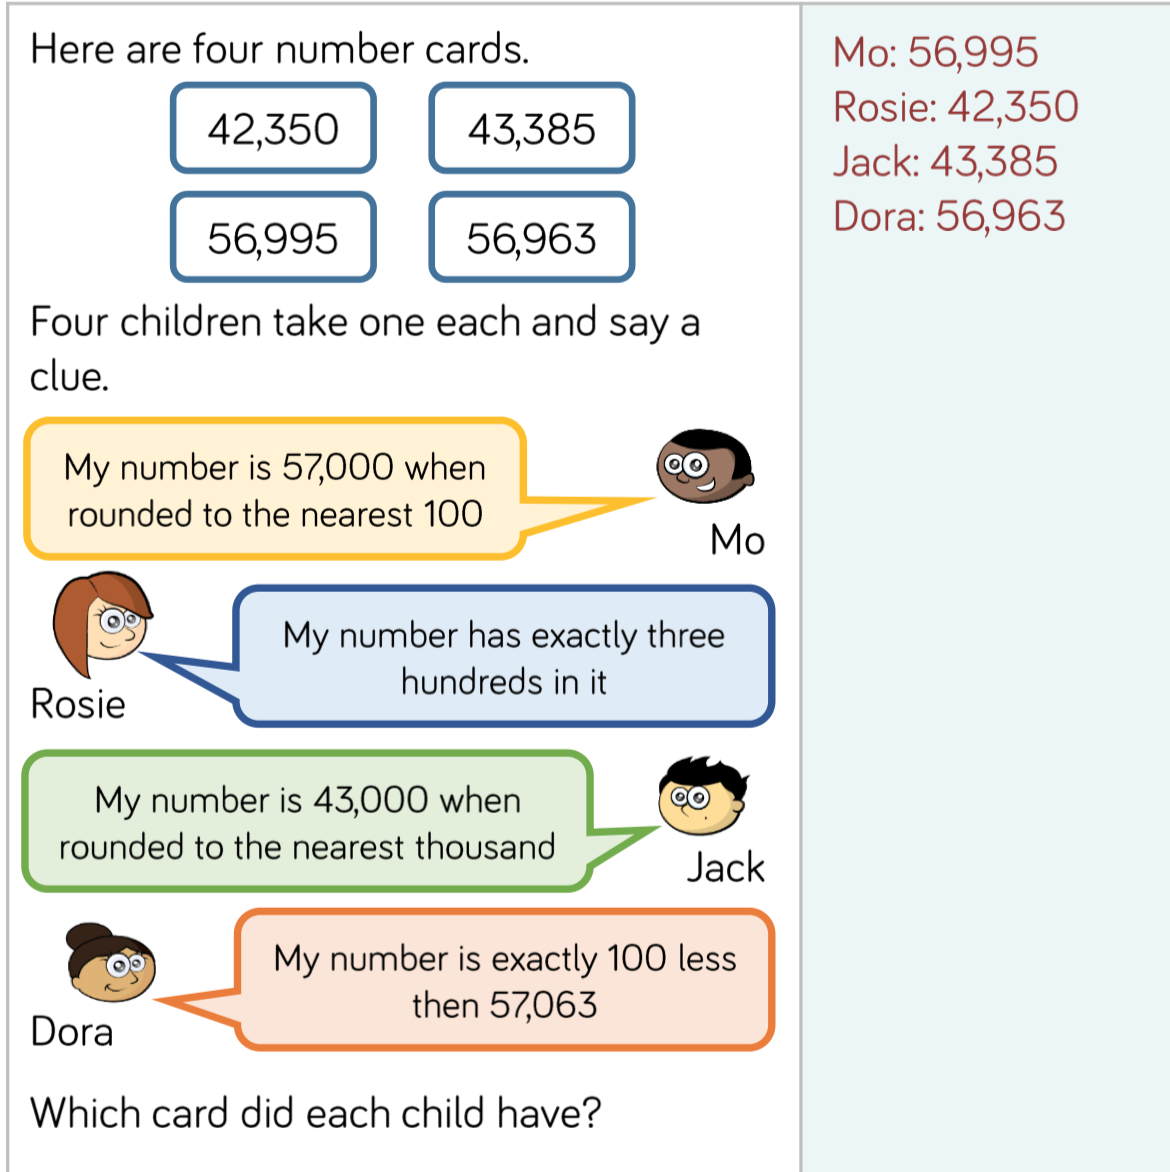 Here are four number cards.
42,350
43,385
56,995
56,963
Four children take one each and say a
clue.
My number is 57,000 when
rounded to the nearest 100
Mo
My number has exactly three
hundreds in it
Rosie
My number is 43,000 when
rounded to the nearest thousand
Jack
My number is exactly 100 less
then 57,063
Dora
Which card did each child have?
Mo: 56,995
Rosie: 42,350
Jack: 43,385
Dora: 56,963